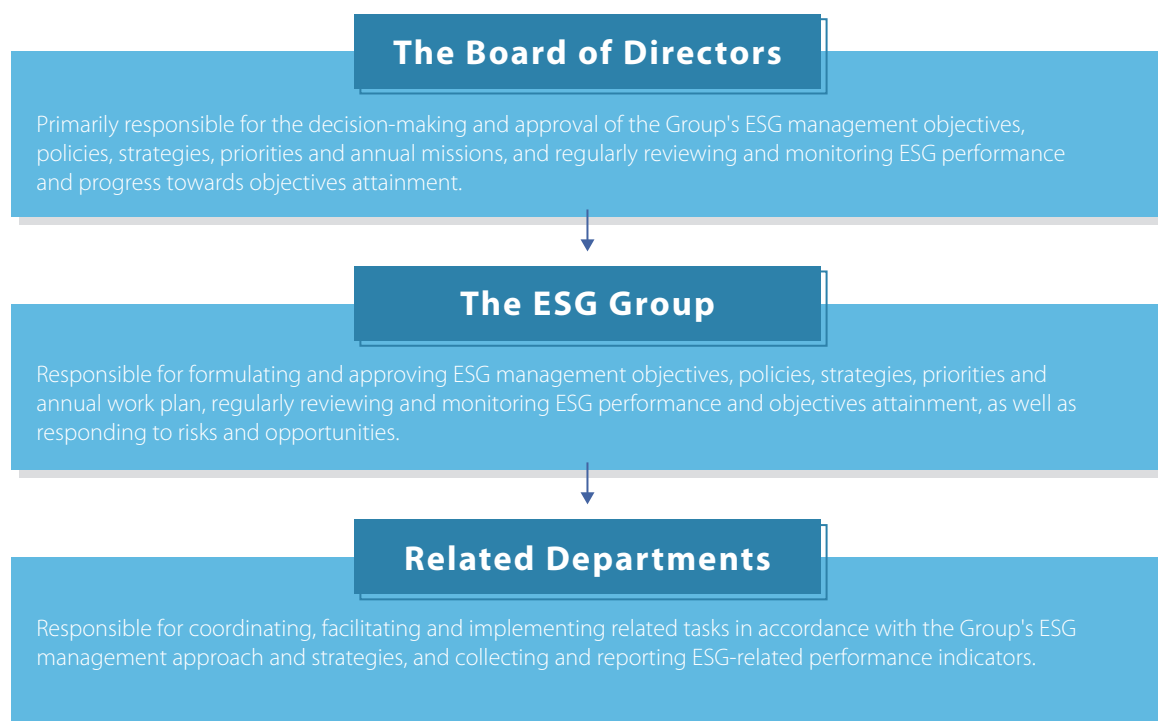 The Board of Directors
Primarily responsible for the decision-making and approval of the Group's ESG management objectives,
policies, strategies, priorities and annual missions, and regularly reviewing and monitoring ESG performance
and progress towards objectives attainment.
The ESG Group
Responsible for formulating and approving ESG management objectives, policies, strategies, priorities and
annual work plan, regularly reviewing and monitoring ESG performance and objectives attainment, as well as
responding to risks and opportunities.
Related Departments
Responsible for coordinating, facilitating and implementing related tasks in accordance with the Group's ESG
management approach and strategies, and collecting and reporting ESG-related performance indicators.